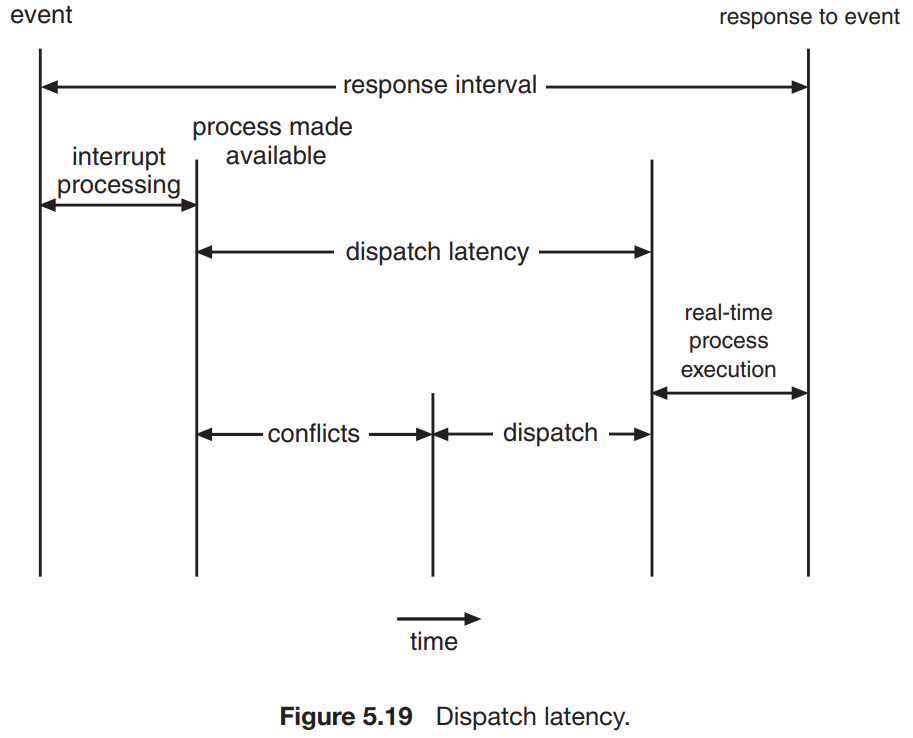 event
response to event
response interval
process made
available
interrupt
processing
dispatch latency
real-time
process
execution
conflicts
dispatch
time
Figure 5.19 Dispatch latency.